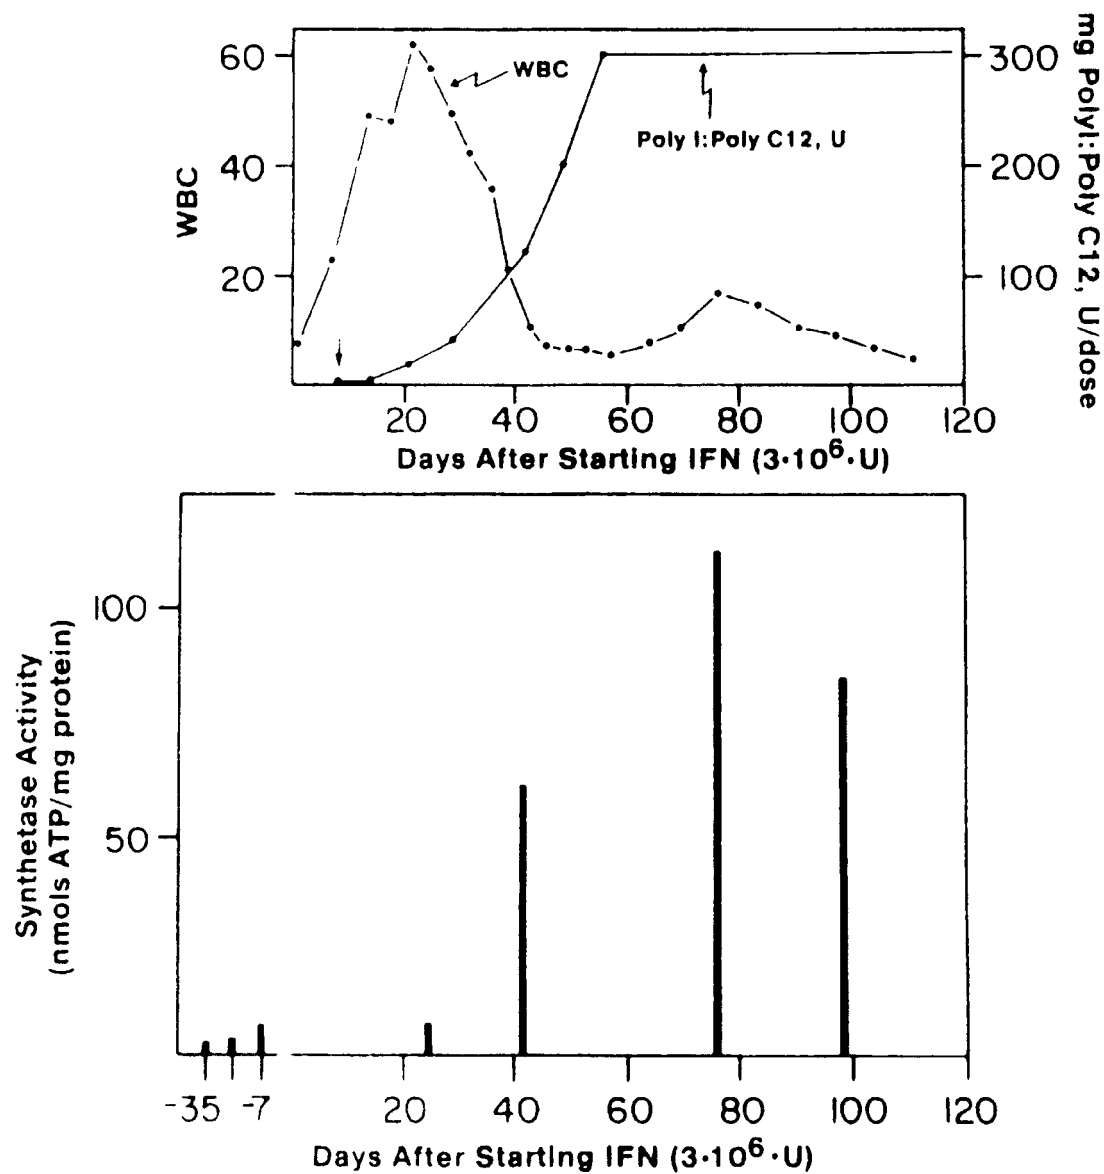 mg PolyI:Poly C12, U/dose
60
WBC
300
Poly I:Poly C12, U
WBC
40
200
20
100
20
40
60
80
100
120
Days After Starting IFN (3·10⁶·U)
Synthetase Activity
(nmols ATP/mg protein)
100
50
-35
-7
20
40
60
80
100
120
Days After Starting IFN (3·10⁶·U)